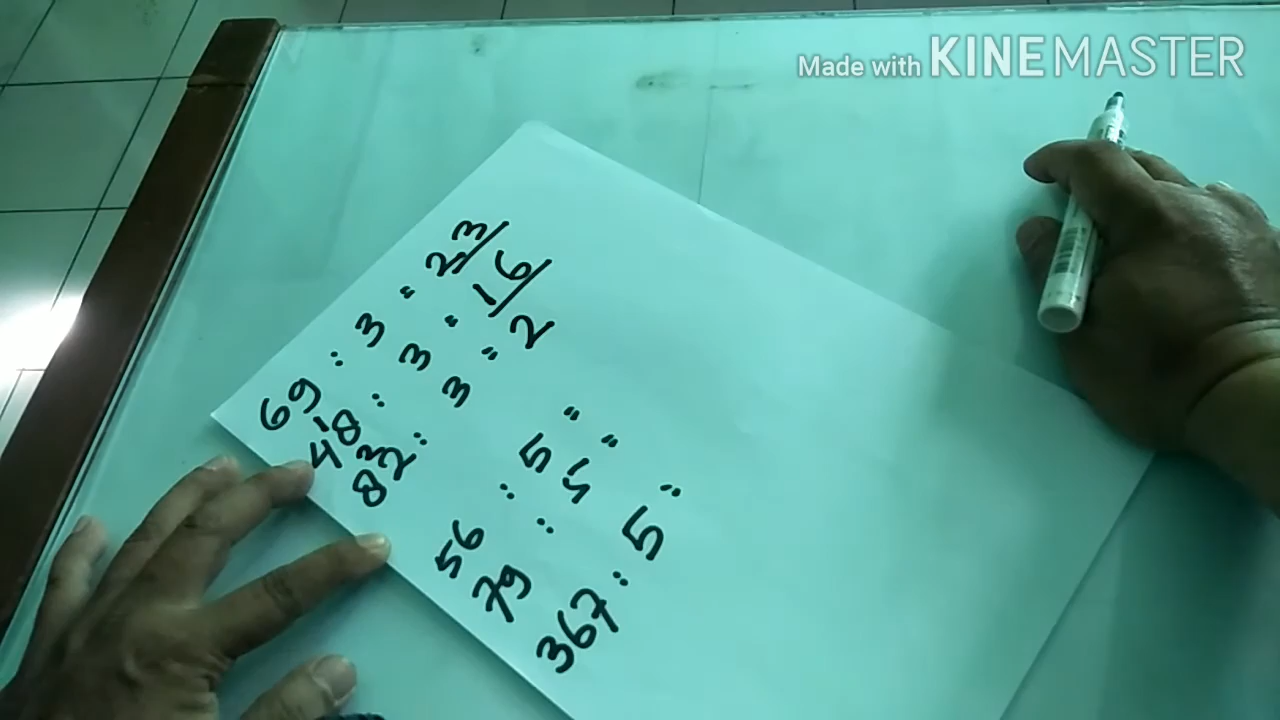 Made with KINEMASTER
69 : 3 = 23
48 : 3 = 16
82 : 3 = 2
56 : 5 =
79 : 5 =
367 : 5 =